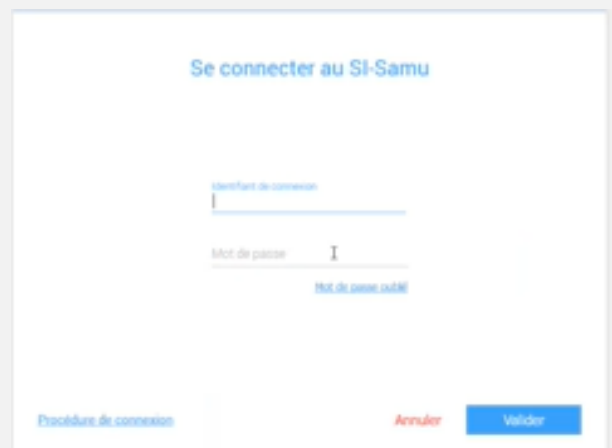 Se connecter au SI-Samu
Identifiant de connexion
Mot de passe
Mot de passe oublié
Procédure de connexion
Annuler
Valider